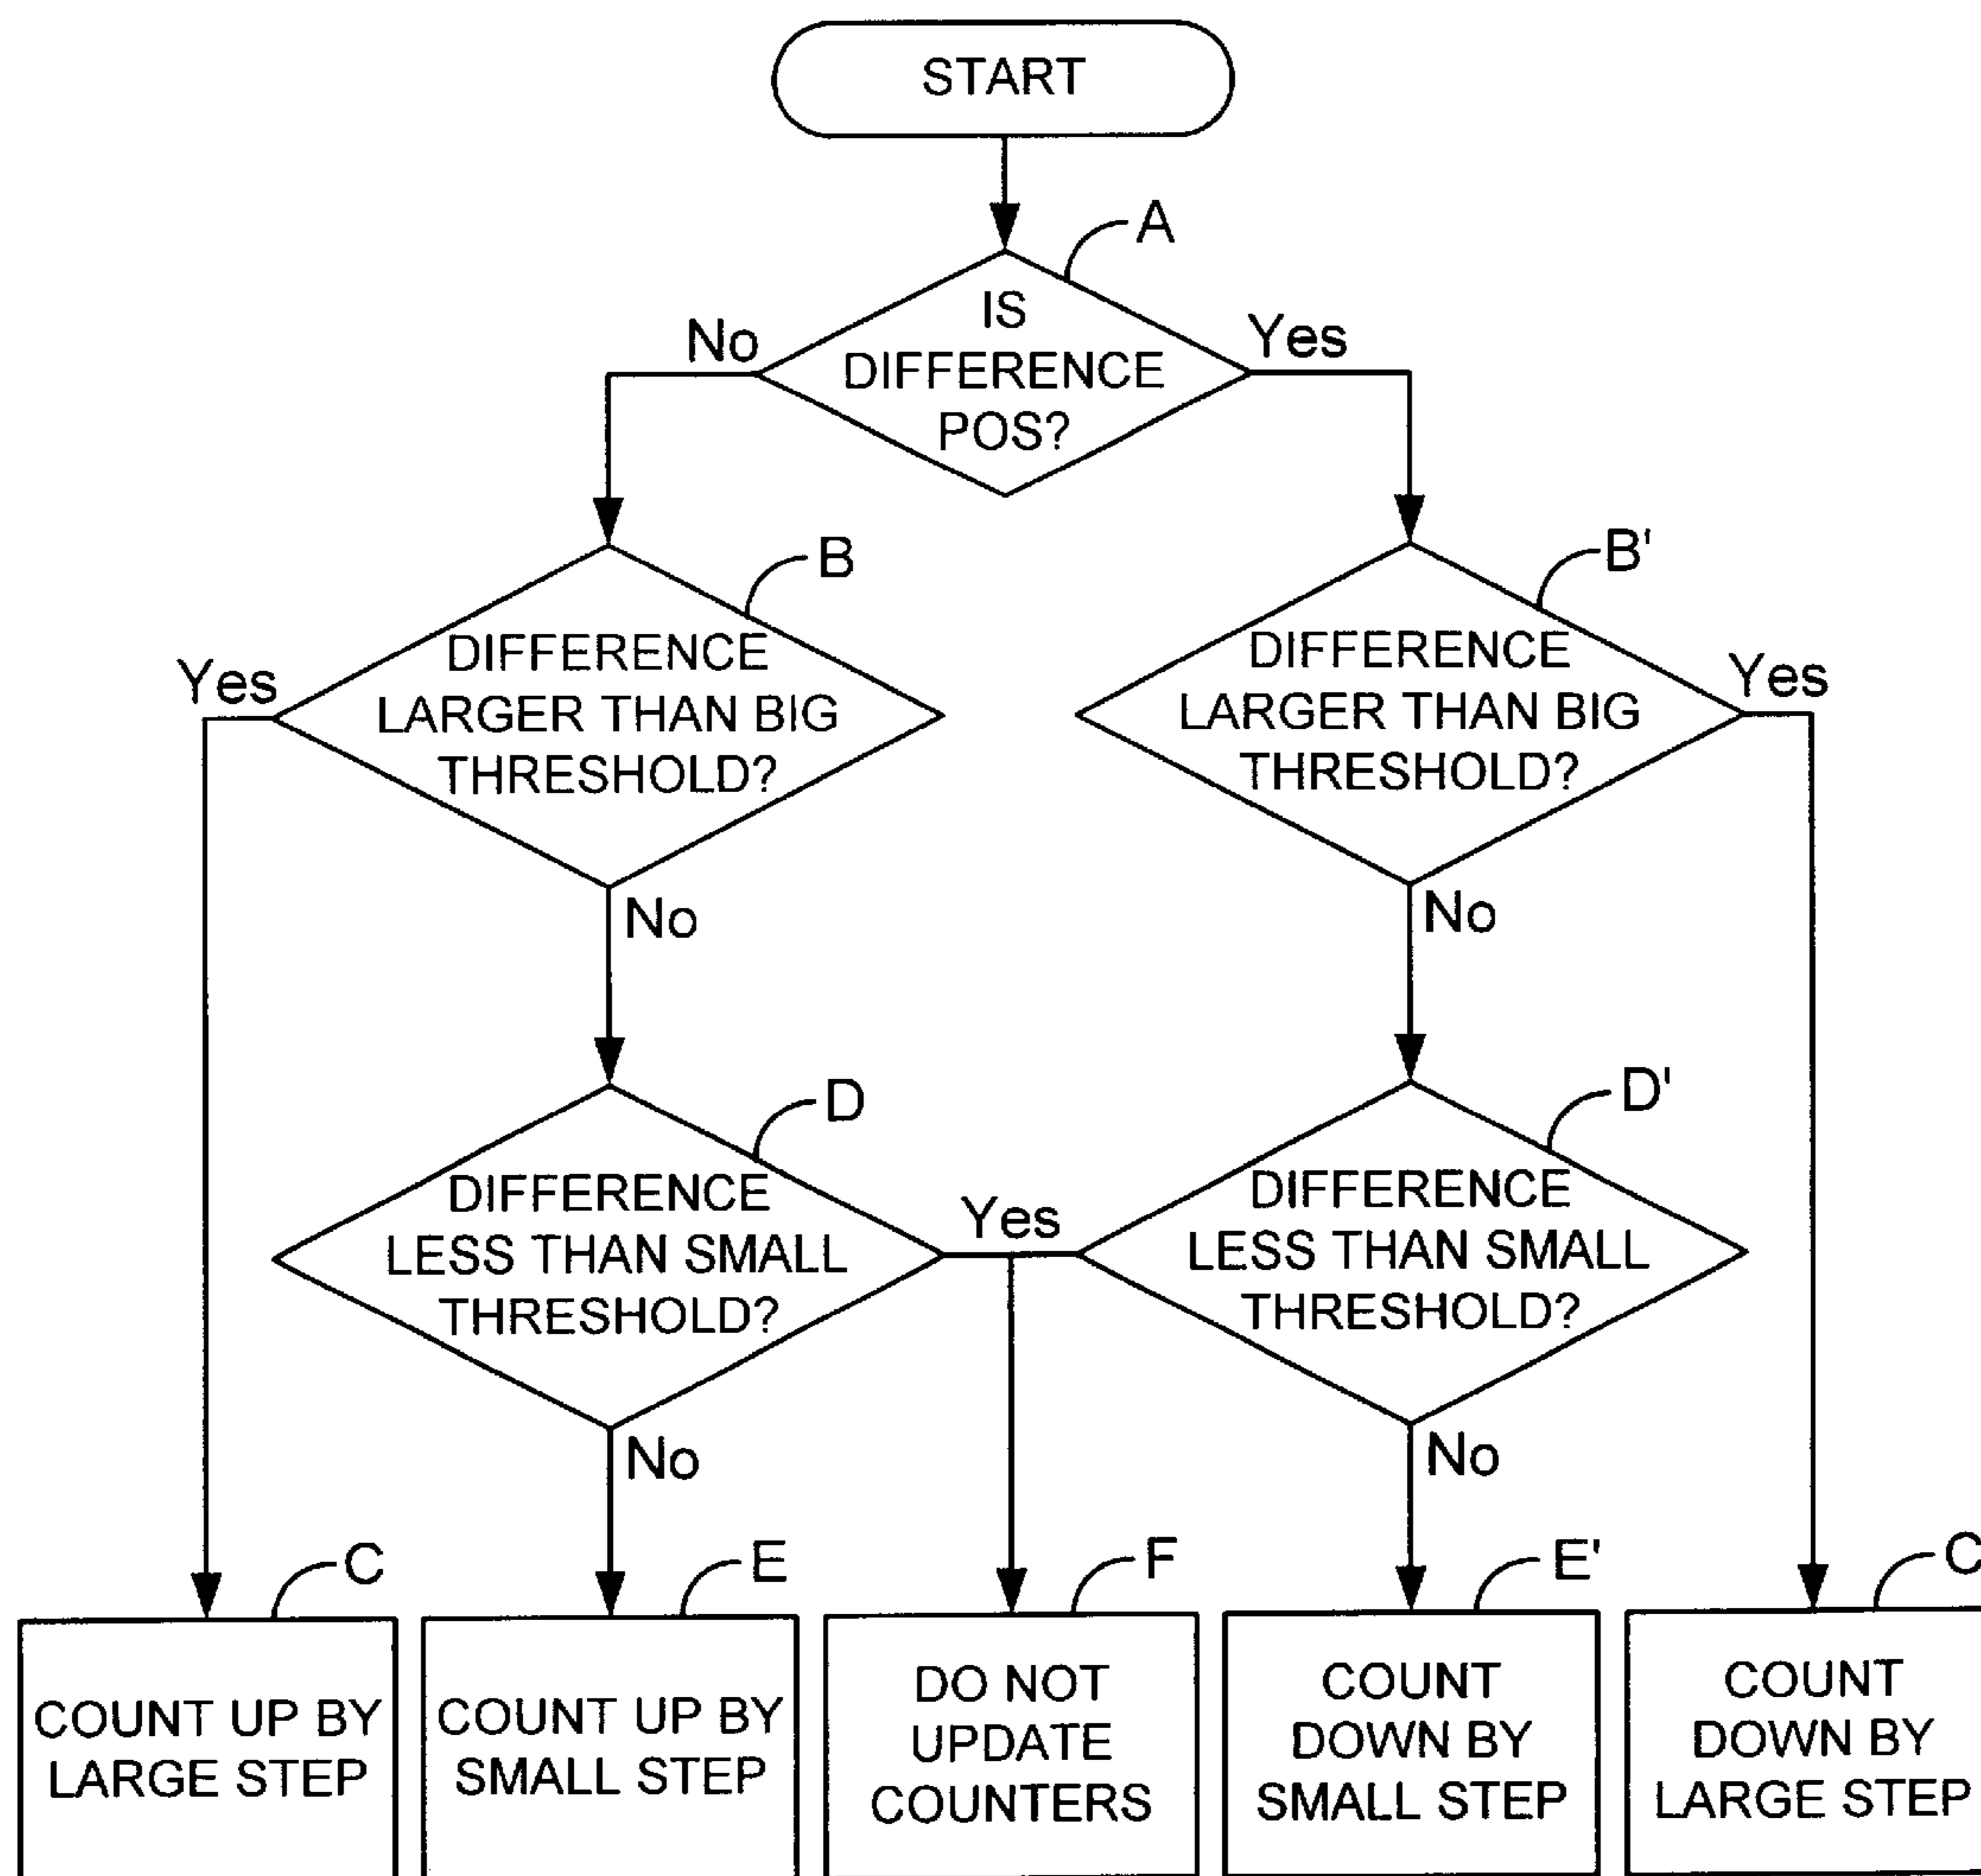 START
A
IS
DIFFERENCE
POS?
No
Yes
B
B'
DIFFERENCE
LARGER THAN BIG
THRESHOLD?
Yes
DIFFERENCE
LARGER THAN BIG
THRESHOLD?
Yes
No
No
D
D'
DIFFERENCE
LESS THAN SMALL
THRESHOLD?
Yes
DIFFERENCE
LESS THAN SMALL
THRESHOLD?
No
No
C
E
F
E'
C
COUNT UP BY
LARGE STEP
COUNT UP BY
SMALL STEP
DO NOT
UPDATE
COUNTERS
COUNT
DOWN BY
SMALL STEP
COUNT
DOWN BY
LARGE STEP